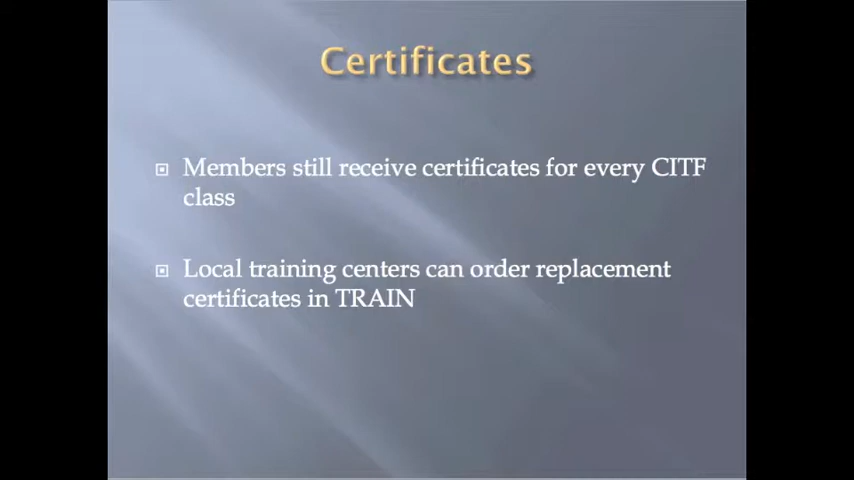 Certificates
Members still receive certificates for every CITF
class
Local training centers can order replacement
certificates in TRAIN